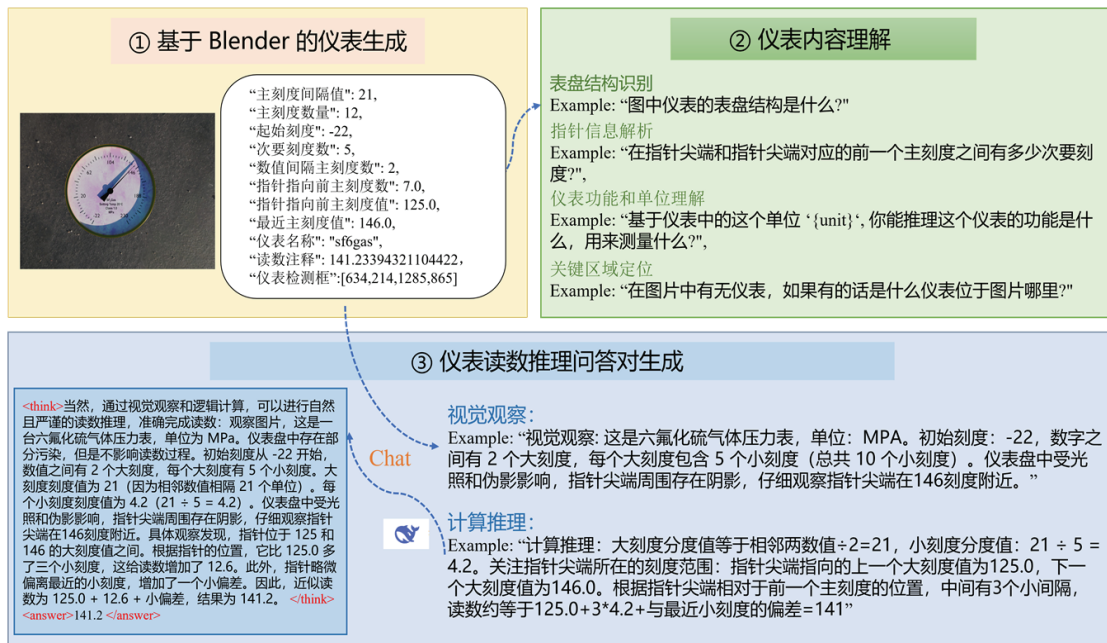 ① 基于 Blender 的仪表生成
“主刻度间隔值": 21,
“主刻度数量": 12,
“起始刻度": -22,
“次要刻度数": 5,
“数值间隔主刻度数": 2,
“指针指向前主刻度数": 7.0,
“指针指向前主刻度值": 125.0,
“最近主刻度值": 146.0,
“仪表名称": "sf6gas",
“读数注释": 141.23394321104422，
“仪表检测框”:[634,214,1285,865]
② 仪表内容理解
表盘结构识别
Example: “图中仪表的表盘结构是什么?"
指针信息解析
Example: “在指针尖端和指针尖端对应的前一个主刻度之间有多少次要刻
度?",
仪表功能和单位理解
Example: “基于仪表中的这个单位 ‘{unit}‘, 你能推理这个仪表的功能是什
么，用来测量什么?",
关键区域定位
Example: “在图片中有无仪表，如果有的话是什么仪表位于图片哪里?"
③ 仪表读数推理问答对生成
<think>当然，通过视觉观察和逻辑计算，可以进行自然
且严谨的读数推理，准确完成读数：观察图片，这是一
台六氟化硫气体压力表，单位为 MPa。仪表盘中存在部
分污染，但是不影响读数过程。初始刻度从 -22 开始，
数值之间有 2 个大刻度，每个大刻度有 5 个小刻度。大
刻度刻度值为 21（因为相邻数值相隔 21 个单位）。每
个小刻度刻度值为 4.2（21 ÷ 5 = 4.2）。仪表盘中受光
照和伪影影响，指针尖端周围存在阴影，仔细观察指针
尖端在146刻度附近。具体观察发现，指针位于 125 和
146 的大刻度值之间。根据指针的位置，它比 125.0 多
了三个小刻度，这给读数增加了 12.6。此外，指针略微
偏离最近的小刻度，增加了一个小偏差。因此，近似读
数为 125.0 + 12.6 + 小偏差，结果为 141.2。 </think>
<answer>141.2 </answer>
Chat
视觉观察：
Example: “视觉观察: 这是六氟化硫气体压力表，单位：MPA。初始刻度：-22，数字之
间有 2 个大刻度，每个大刻度包含 5 个小刻度（总共 10 个小刻度）。仪表盘中受光
照和伪影影响，指针尖端周围存在阴影，仔细观察指针尖端在146刻度附近。”
计算推理：
Example: “计算推理：大刻度分度值等于相邻两数值÷2=21，小刻度分度值：21 ÷ 5 =
4.2。关注指针尖端所在的刻度范围：指针尖端指向的上一个大刻度值为125.0，下一
个大刻度值为146.0。根据指针尖端相对于前一个主刻度的位置，中间有3个小间隔，
读数约等于125.0+3*4.2+与最近小刻度的偏差=141”